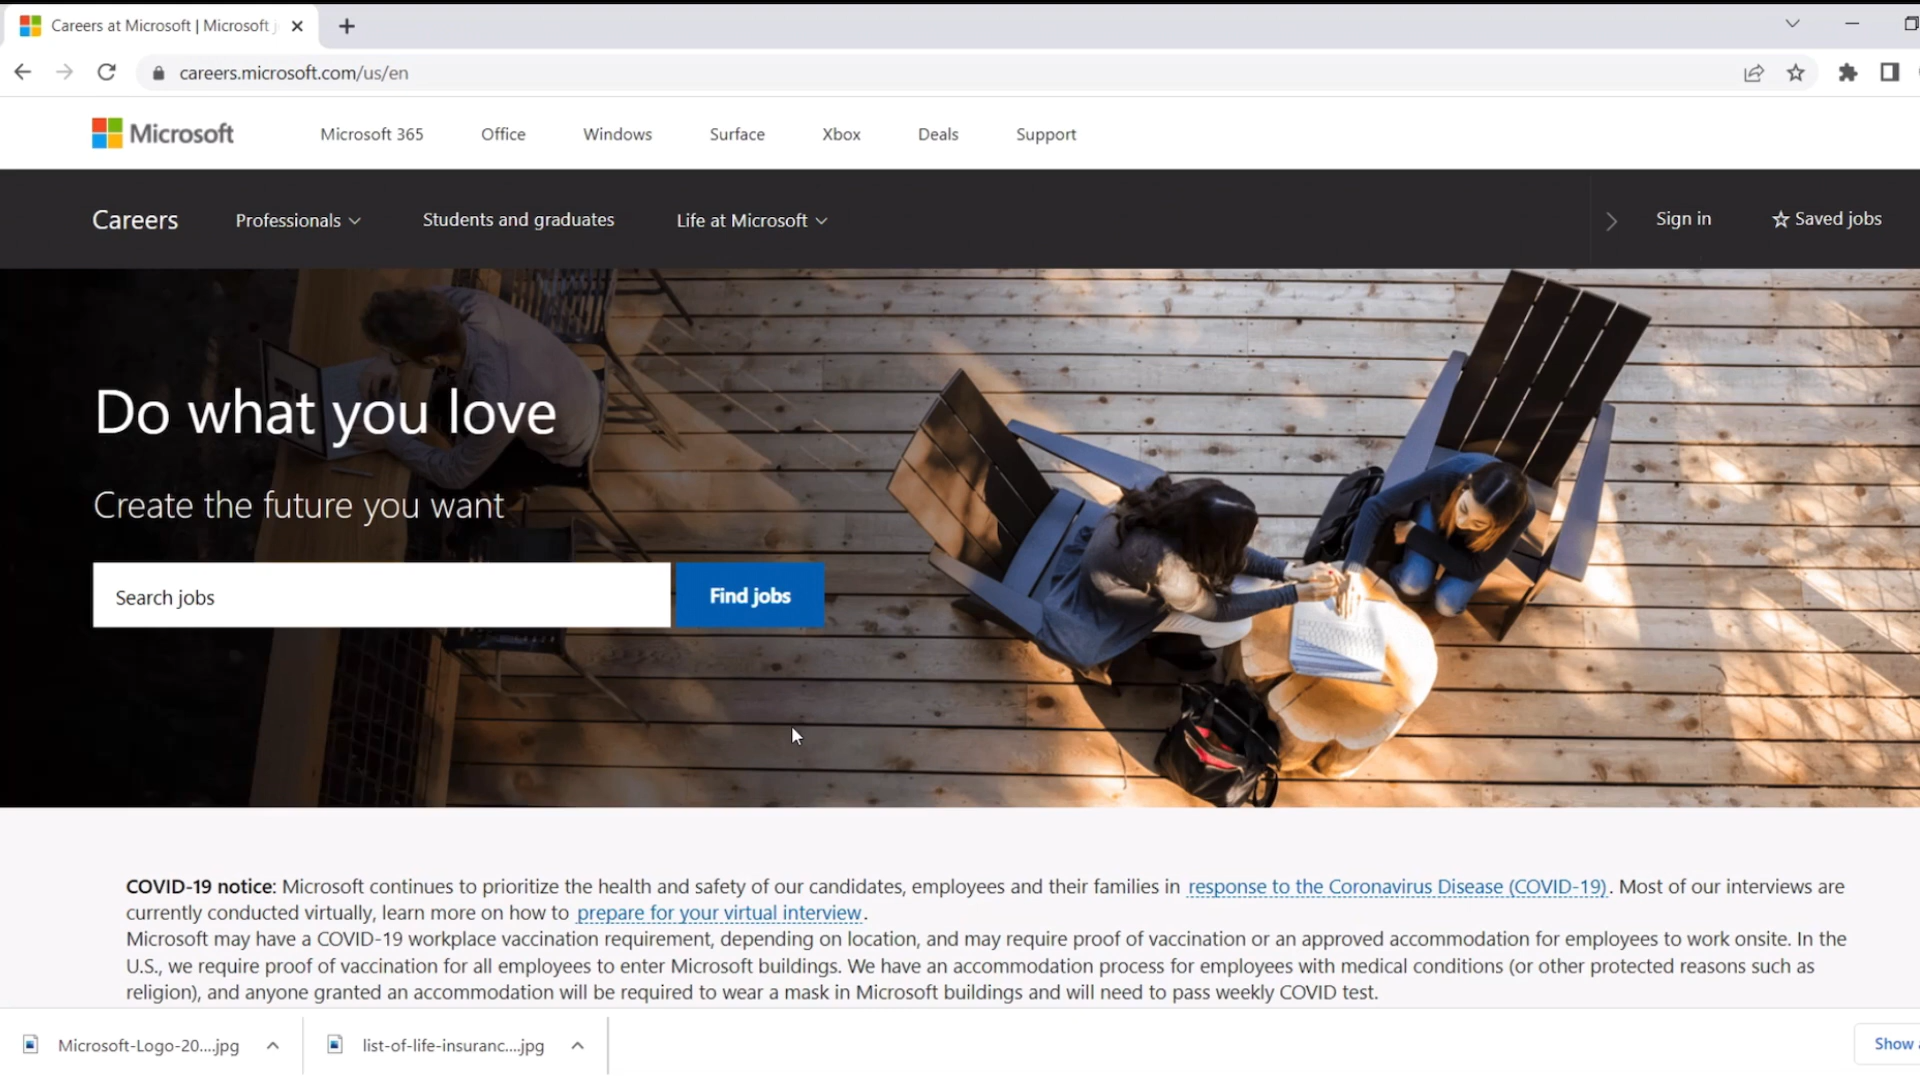 Careers at Microsoft | Microsoft
careers.microsoft.com/us/en
Microsoft
Microsoft 365
Office
Windows
Surface
Xbox
Deals
Support
Careers
Professionals
Students and graduates
Life at Microsoft
Sign in
Saved jobs
Do what you love
Create the future you want
Search jobs
Find jobs
COVID-19 notice: Microsoft continues to prioritize the health and safety of our candidates, employees and their families in response to the Coronavirus Disease (COVID-19). Most of our interviews are
currently conducted virtually, learn more on how to prepare for your virtual interview.
Microsoft may have a COVID-19 workplace vaccination requirement, depending on location, and may require proof of vaccination or an approved accommodation for employees to work onsite. In the
U.S., we require proof of vaccination for all employees to enter Microsoft buildings. We have an accommodation process for employees with medical conditions (or other protected reasons such as
religion), and anyone granted an accommodation will be required to wear a mask in Microsoft buildings and will need to pass weekly COVID test.
Microsoft-Logo-20....jpg
list-of-life-insuranc....jpg
Show